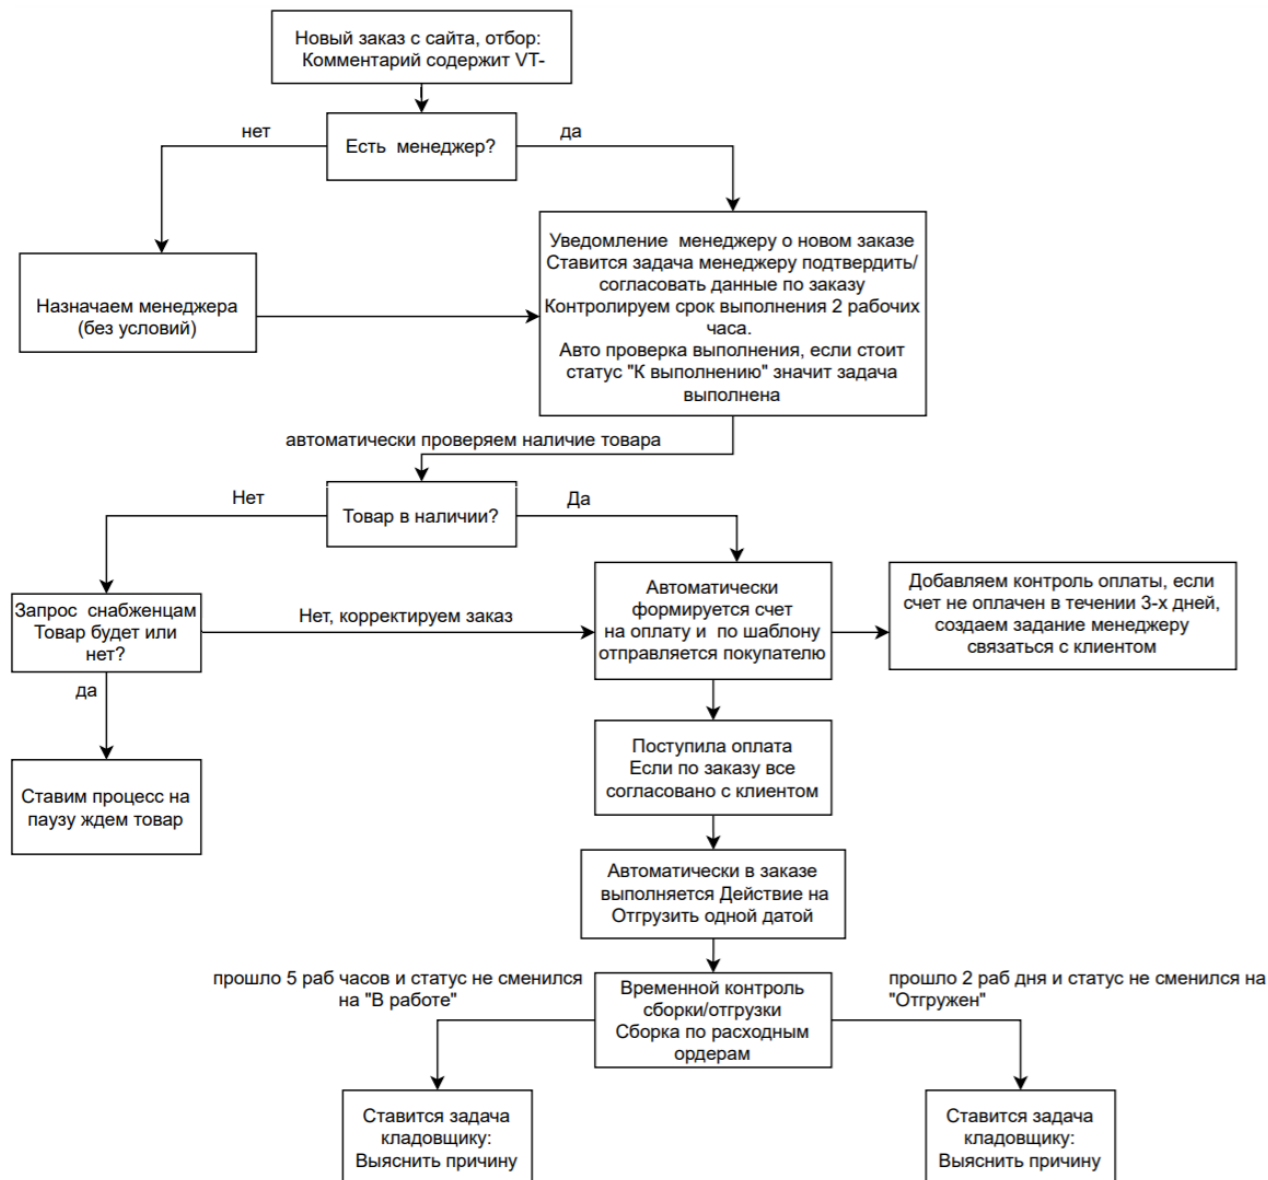 Новый заказ с сайта, отбор:
Комментарий содержит VT-
нет
да
Есть менеджер?
Уведомление менеджеру о новом заказе
Ставится задача менеджеру подтвердить/
согласовать данные по заказу
Контролируем срок выполнения 2 рабочих
часа.
Авто проверка выполнения, если стоит
статус "К выполнению" значит задача
выполнена
Назначаем менеджера
(без условий)
автоматически проверяем наличие товара
Нет
Да
Товар в наличии?
Запрос снабженцам
Товар будет или
нет?
Нет, корректируем заказ
Автоматически
формируется счет
на оплату и по шаблону
отправляется покупателю
Добавляем контроль оплаты, если
счет не оплачен в течении 3-х дней,
создаем задание менеджеру
связаться с клиентом
да
Ставим процесс на
паузу ждем товар
Поступила оплата
Если по заказу все
согласовано с клиентом
Автоматически в заказе
выполняется Действие на
Отгрузить одной датой
прошло 5 раб часов и статус не сменился
на "В работе"
Временной контроль
сборки/отгрузки
Сборка по расходным
ордерам
прошло 2 раб дня и статус не сменился на
"Отгружен"
Ставится задача
кладовщику:
Выяснить причину
Ставится задача
кладовщику:
Выяснить причину